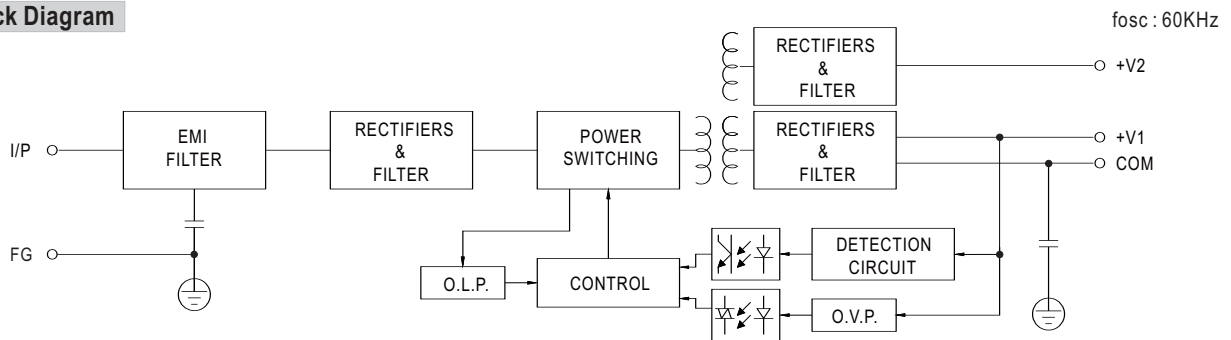 ck Diagram
fosc : 60KHz
RECTIFIERS
&
FILTER
+V2
I/P
EMI
FILTER
RECTIFIERS
&
FILTER
POWER
SWITCHING
RECTIFIERS
&
FILTER
+V1
COM
FG
O.L.P.
CONTROL
DETECTION
CIRCUIT
O.V.P.